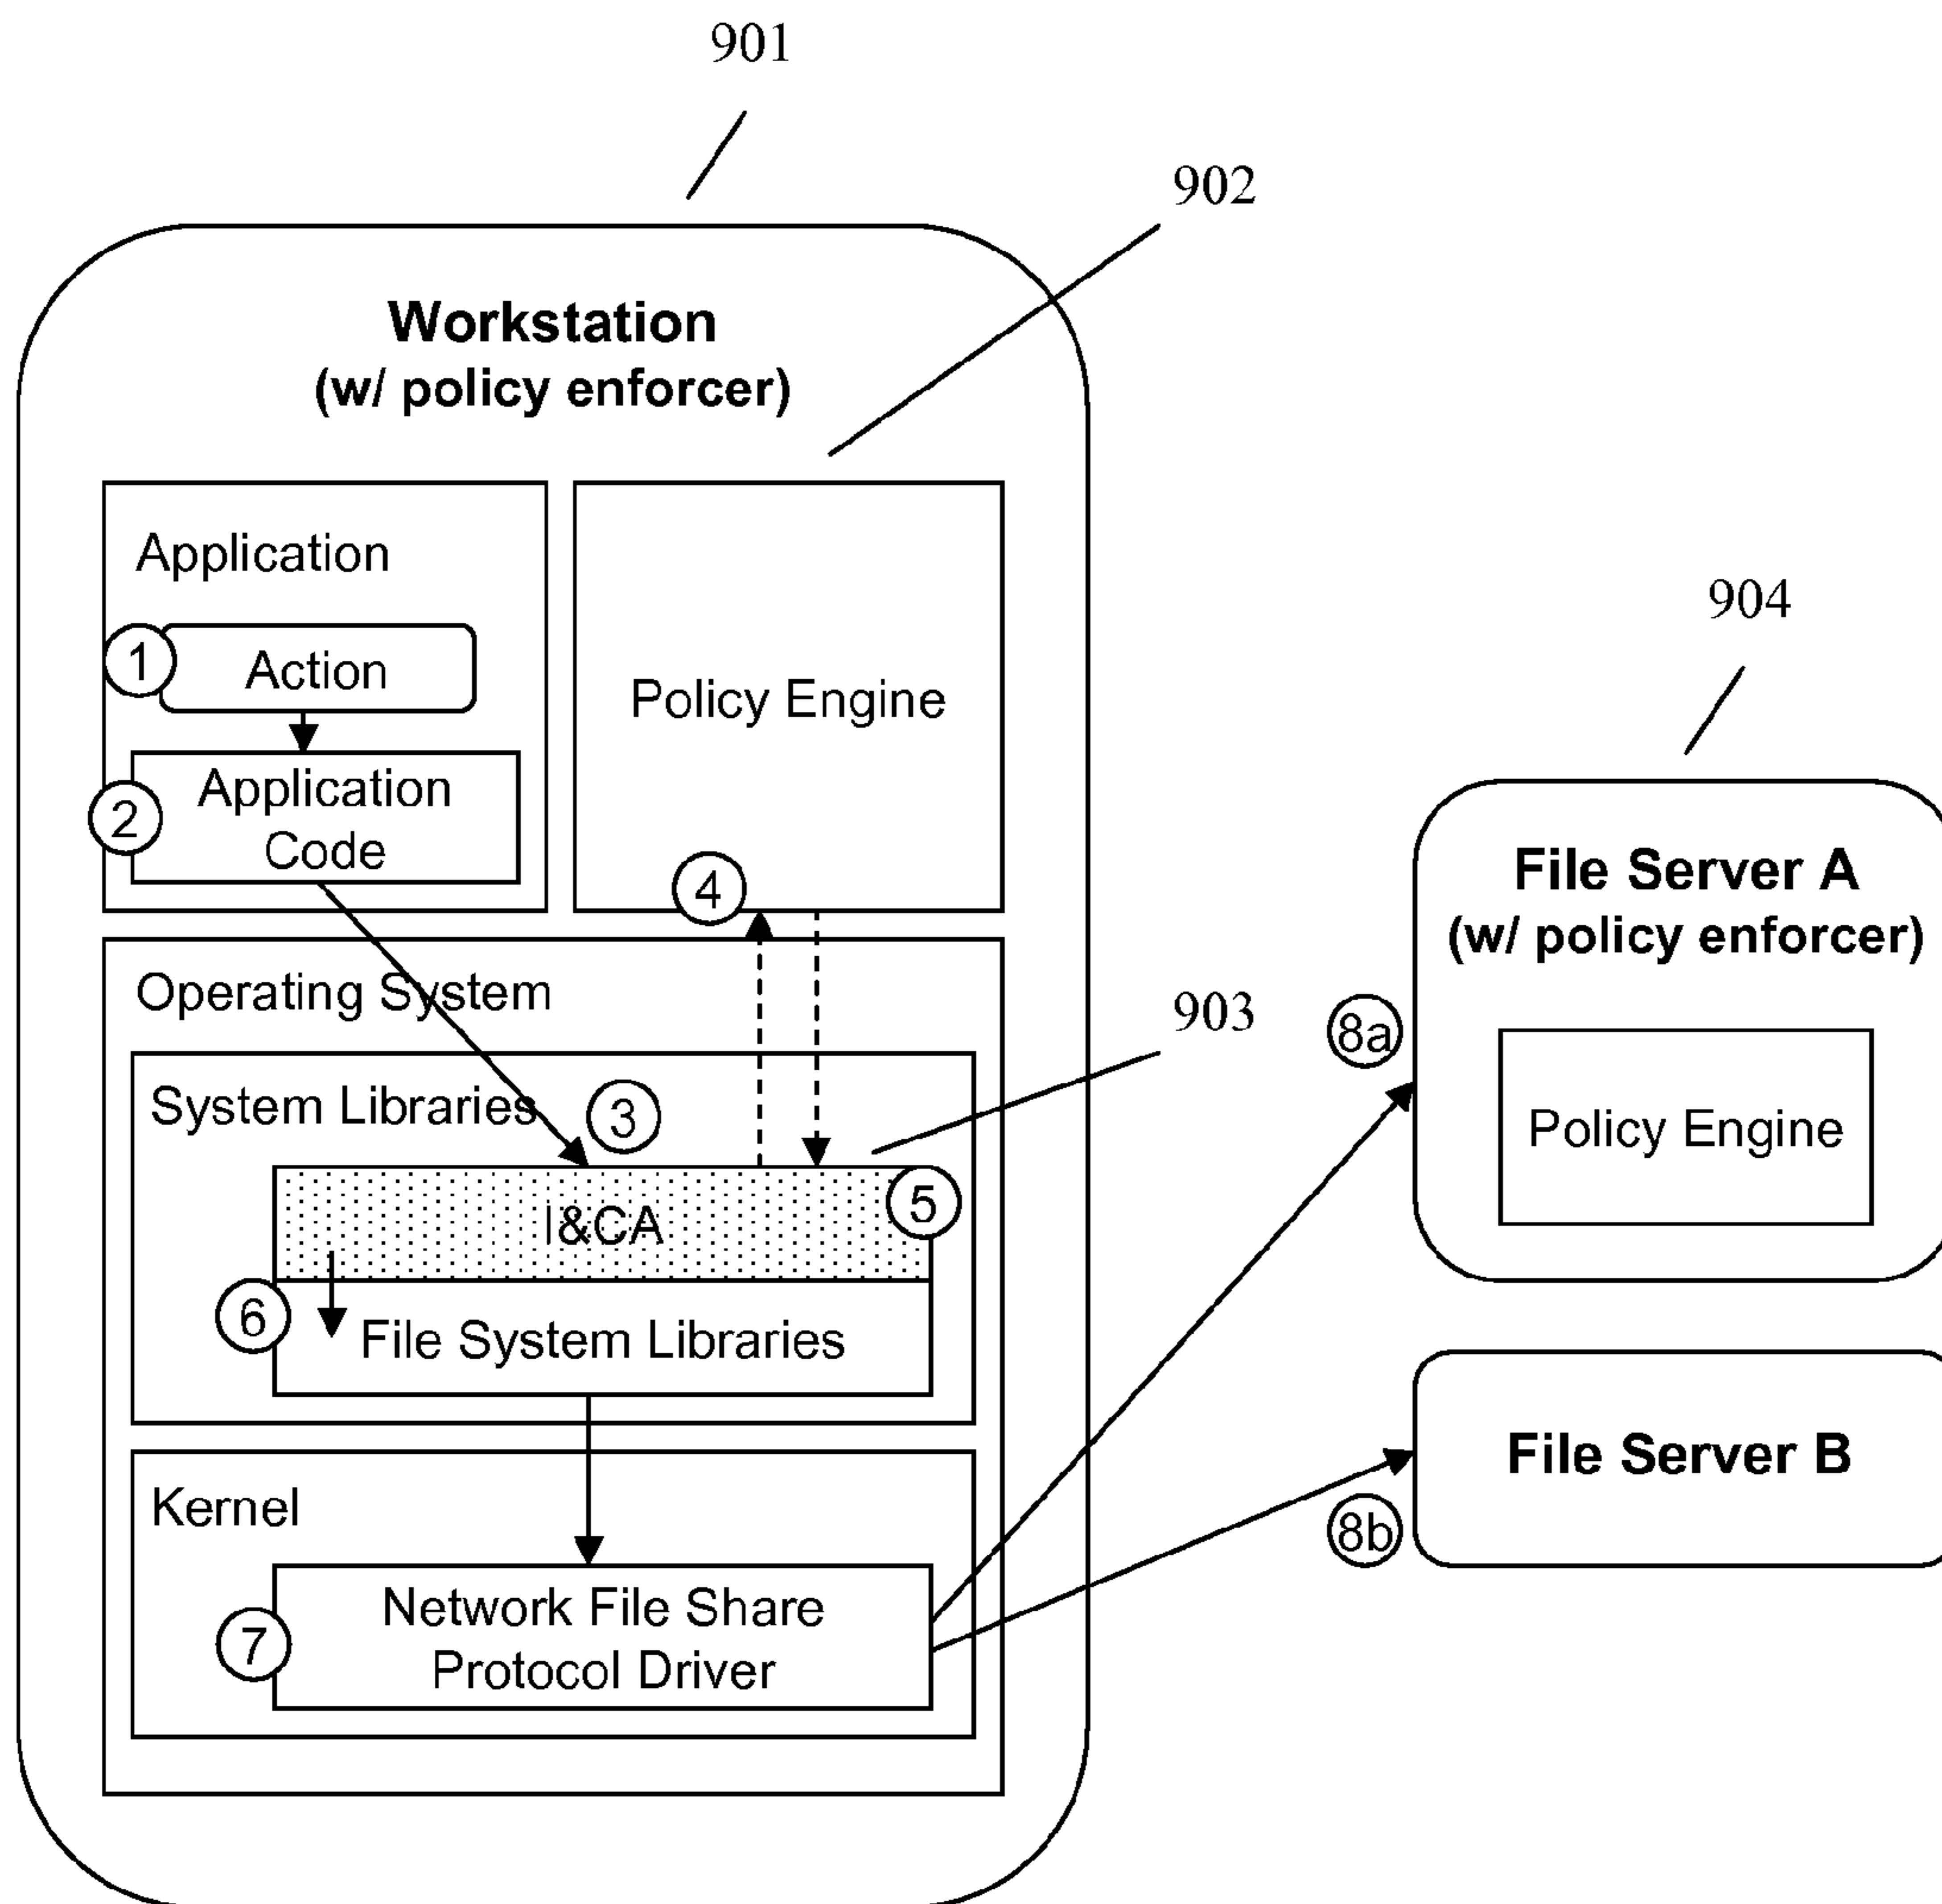 901
902
Workstation
(w/ policy enforcer)
Application
1
Action
2
Application
Code
Policy Engine
4
Operating System
903
System Libraries
3
I&CA
5
6
File System Libraries
Kernel
7
Network File Share
Protocol Driver
904
File Server A
(w/ policy enforcer)
8a
Policy Engine
File Server B
8b